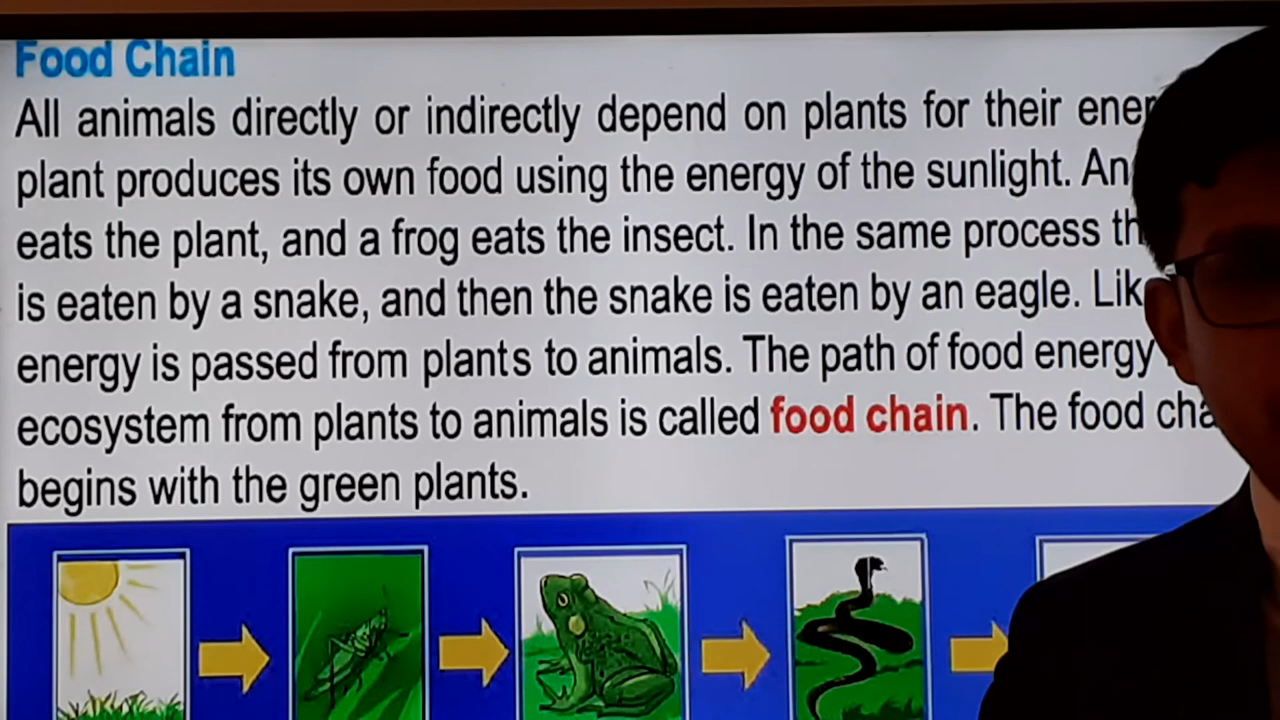 Food Chain
All animals directly or indirectly depend on plants for their
plant produces its own food using the energy of the sunlight.
eats the plant, and a frog eats the insect. In the same process
is eaten by a snake, and then the snake is eaten by an eagle.
energy is passed from plants to animals. The path of food energy
ecosystem from plants to animals is called food chain. The food
begins with the green plants.